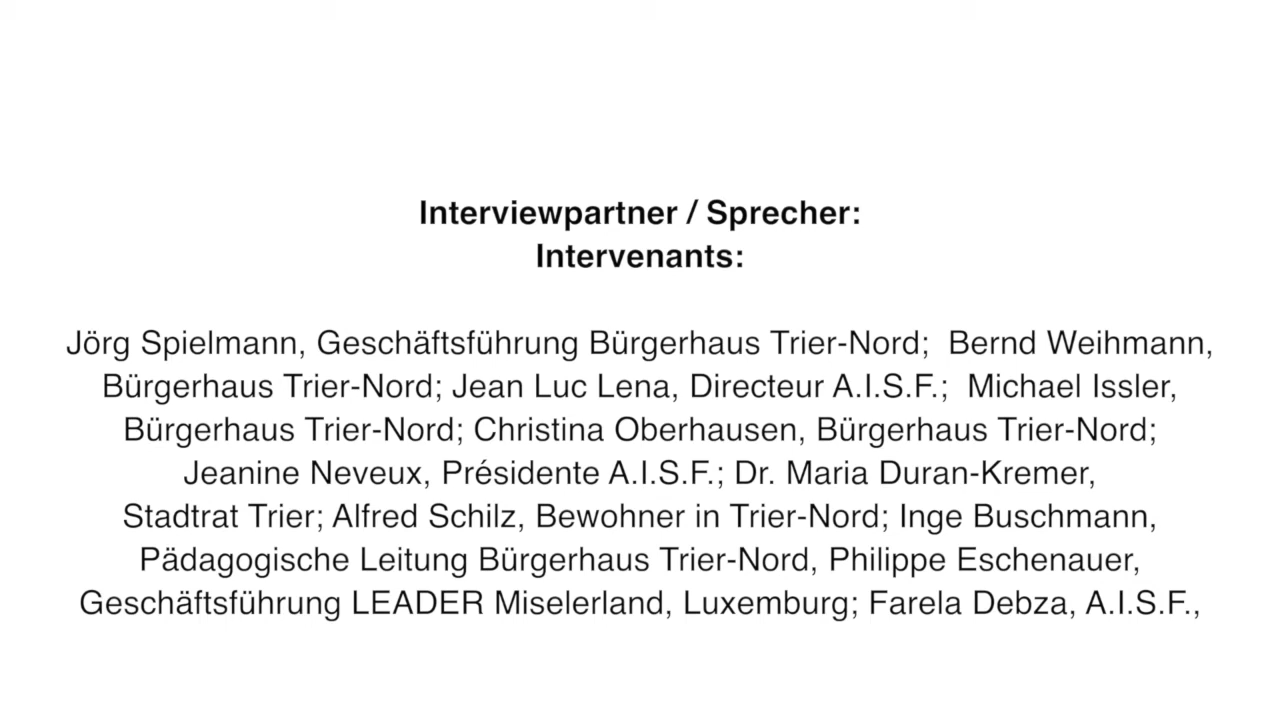 Interviewpartner / Sprecher:
Intervenants:
Jörg Spielmann, Geschäftsführung Bürgerhaus Trier-Nord;  Bernd Weihmann,
Bürgerhaus Trier-Nord; Jean Luc Lena, Directeur A.I.S.F.;  Michael Issler,
Bürgerhaus Trier-Nord; Christina Oberhausen, Bürgerhaus Trier-Nord;
Jeanine Neveux, Présidente A.I.S.F.; Dr. Maria Duran-Kremer,
Stadtrat Trier; Alfred Schilz, Bewohner in Trier-Nord; Inge Buschmann,
Pädagogische Leitung Bürgerhaus Trier-Nord, Philippe Eschenauer,
Geschäftsführung LEADER Miselerland, Luxemburg; Farela Debza, A.I.S.F.,